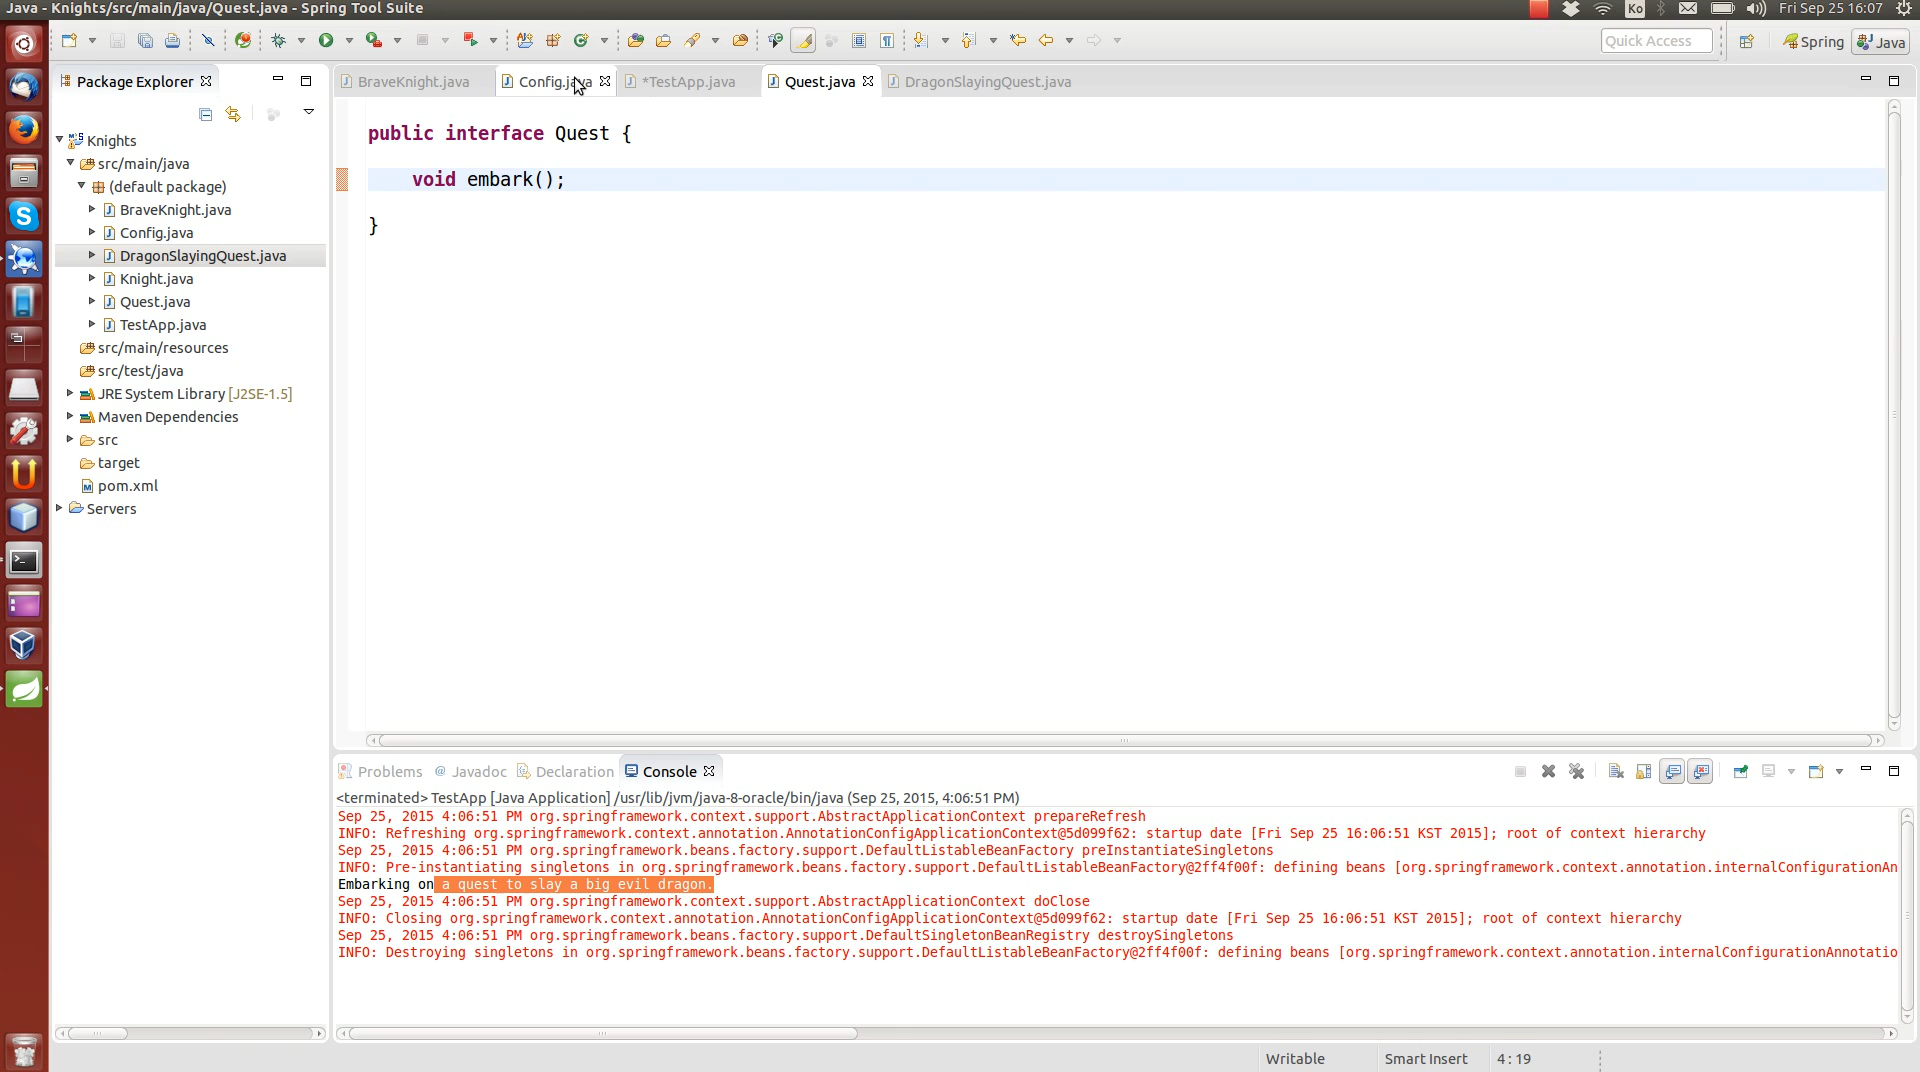 Java - Knights/src/main/java/Quest.java - Spring Tool Suite
Ko
Fri Sep 25 16:07
Quick Access
Spring
Java
Package Explorer
BraveKnight.java
Config.java
*TestApp.java
Quest.java
DragonSlayingQuest.java
Knights
src/main/java
(default package)
BraveKnight.java
Config.java
DragonSlayingQuest.java
Knight.java
Quest.java
TestApp.java
src/main/resources
src/test/java
JRE System Library [J2SE-1.5]
Maven Dependencies
src
target
pom.xml
Servers
public interface Quest {
void embark();
}
Problems
@ Javadoc
Declaration
Console
<terminated> TestApp [Java Application] /usr/lib/jvm/java-8-oracle/bin/java (Sep 25, 2015, 4:06:51 PM)
Sep 25, 2015 4:06:51 PM org.springframework.context.support.AbstractApplicationContext prepareRefresh
INFO: Refreshing org.springframework.context.annotation.AnnotationConfigApplicationContext@5d099f62: startup date [Fri Sep 25 16:06:51 KST 2015]; root of context hierarchy
Sep 25, 2015 4:06:51 PM org.springframework.beans.factory.support.DefaultListableBeanFactory preInstantiateSingletons
INFO: Pre-instantiating singletons in org.springframework.beans.factory.support.DefaultListableBeanFactory@2ff4f00f: defining beans [org.springframework.context.annotation.internalConfigurationAn
Embarking on a quest to slay a big evil dragon.
Sep 25, 2015 4:06:51 PM org.springframework.context.support.AbstractApplicationContext doClose
INFO: Closing org.springframework.context.annotation.AnnotationConfigApplicationContext@5d099f62: startup date [Fri Sep 25 16:06:51 KST 2015]; root of context hierarchy
Sep 25, 2015 4:06:51 PM org.springframework.beans.factory.support.DefaultSingletonBeanRegistry destroySingletons
INFO: Destroying singletons in org.springframework.beans.factory.support.DefaultListableBeanFactory@2ff4f00f: defining beans [org.springframework.context.annotation.internalConfigurationAnnotatio
Writable
Smart Insert
4 : 19